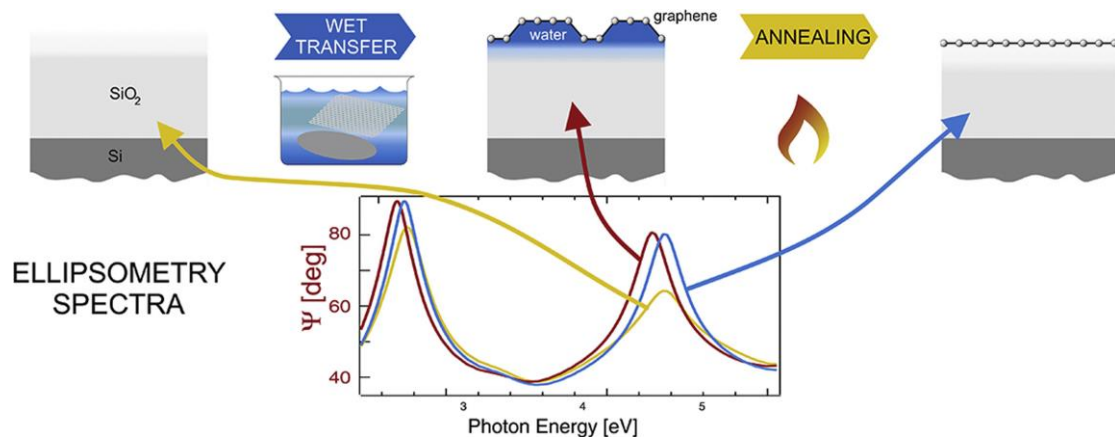 WET
TRANSFER
graphene
water
ANNEALING
SiO₂
Si
ELLIPSOMETRY
SPECTRA
Ψ [deg]
80
60
40
3 4 5
Photon Energy [eV]